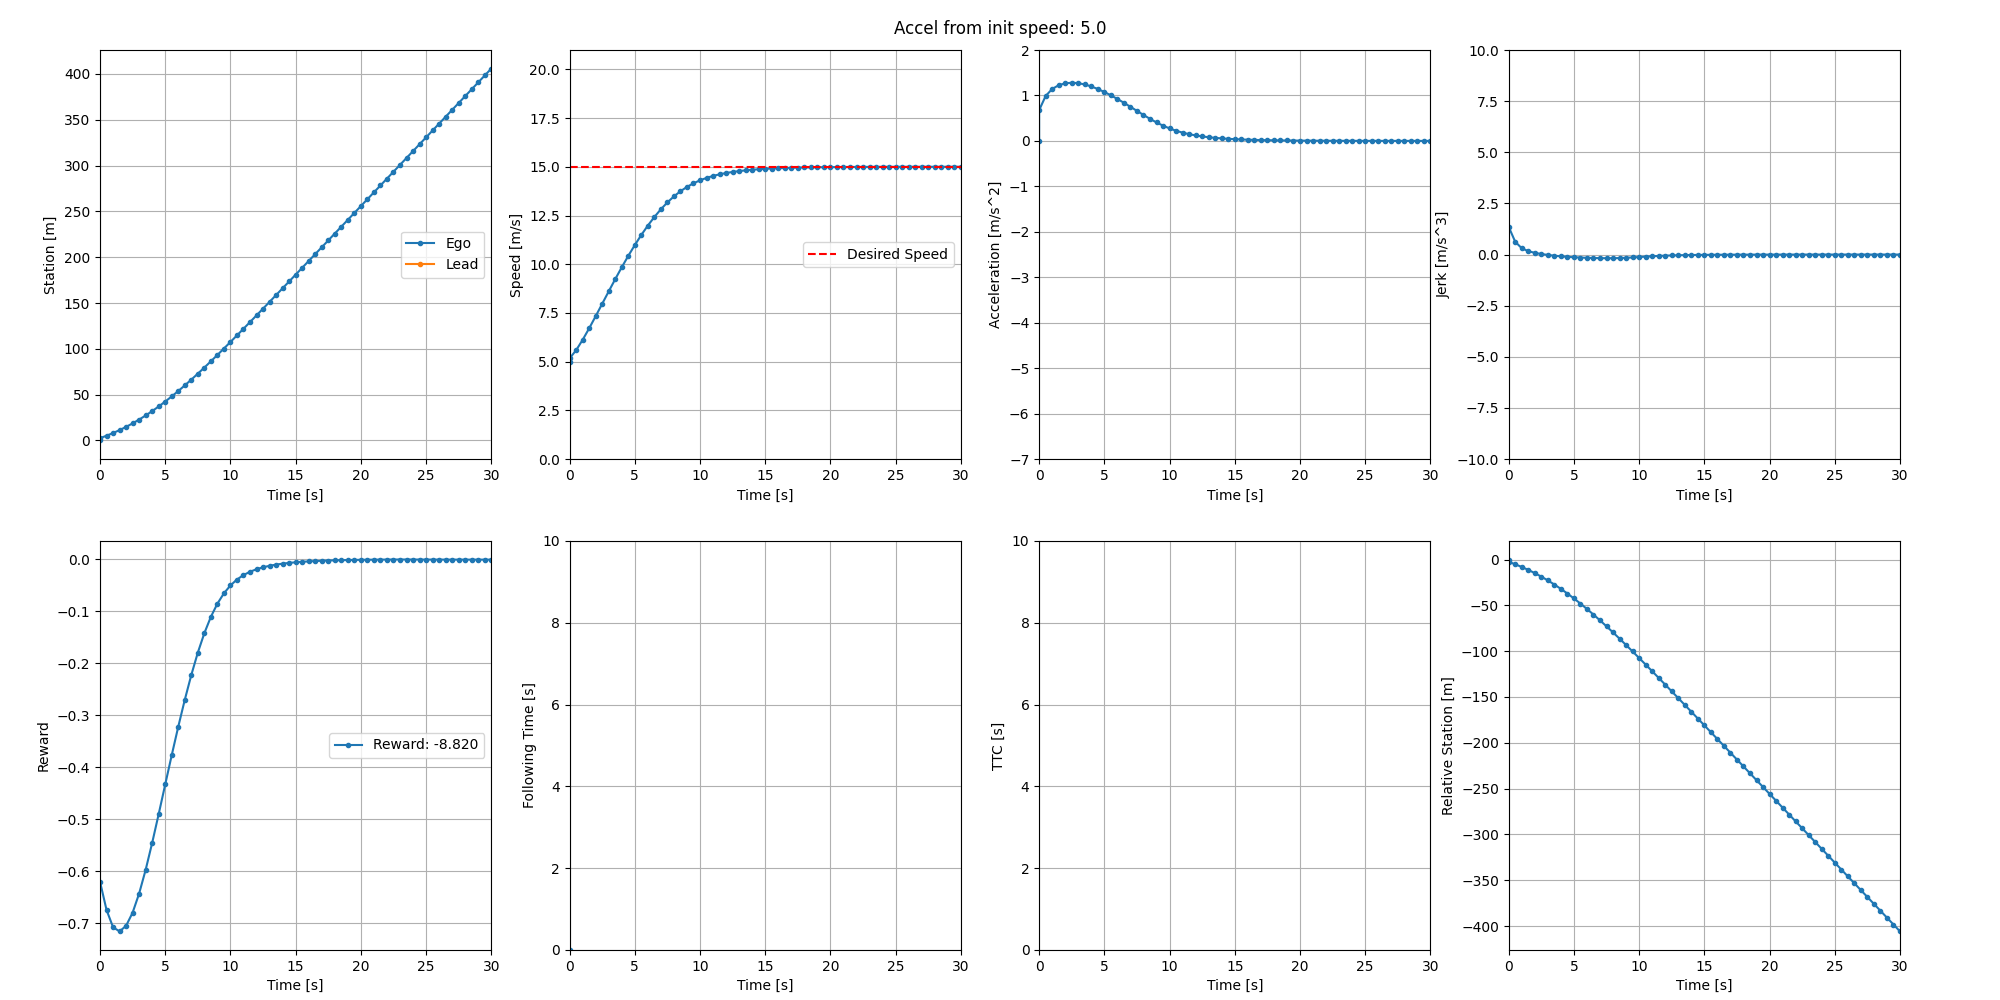 Accel from init speed: 5.0
400
350
300
250
200
150
100
50
0
Station [m]
Ego
Lead
0 5 10 15 20 25 30
Time [s]
20.0
17.5
15.0
12.5
10.0
7.5
5.0
2.5
0.0
Speed [m/s]
Desired Speed
0 5 10 15 20 25 30
Time [s]
2
1
0
−1
−2
−3
−4
−5
−6
−7
Acceleration [m/s^2]
0 5 10 15 20 25 30
Time [s]
10.0
7.5
5.0
2.5
0.0
−2.5
−5.0
−7.5
−10.0
Jerk [m/s^3]
0 5 10 15 20 25 30
Time [s]
0.0
−0.1
−0.2
−0.3
−0.4
−0.5
−0.6
−0.7
Reward
Reward: -8.820
0 5 10 15 20 25 30
Time [s]
10
8
6
4
2
0
Following Time [s]
0 5 10 15 20 25 30
Time [s]
10
8
6
4
2
0
TTC [s]
0 5 10 15 20 25 30
Time [s]
0
−50
−100
−150
−200
−250
−300
−350
−400
Relative Station [m]
0 5 10 15 20 25 30
Time [s]